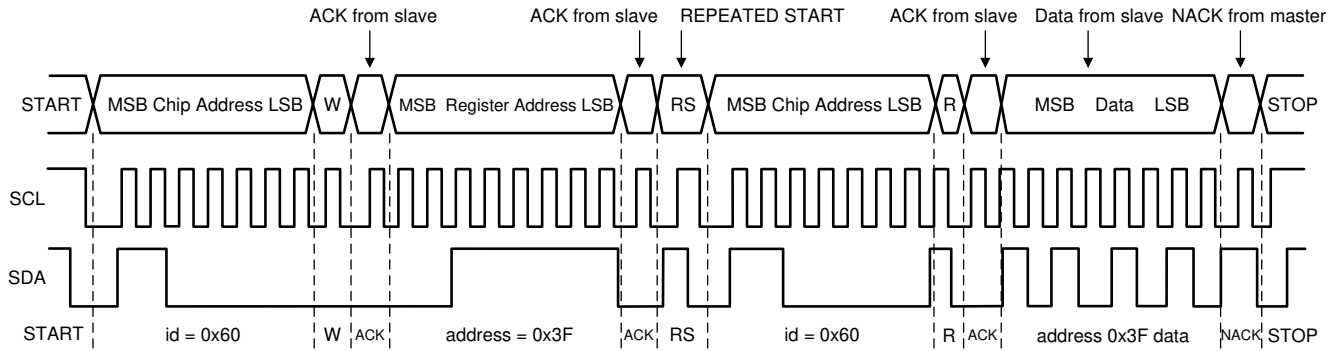 ACK from slave ACK from slave REPEATED START ACK from slave Data from slave NACK from master
START MSB Chip Address LSB W MSB Register Address LSB RS MSB Chip Address LSB R MSB Data LSB STOP
SCL
SDA
START id = 0x60 W ACK address = 0x3F ACK RS id = 0x60 R ACK address 0x3F data NACK STOP